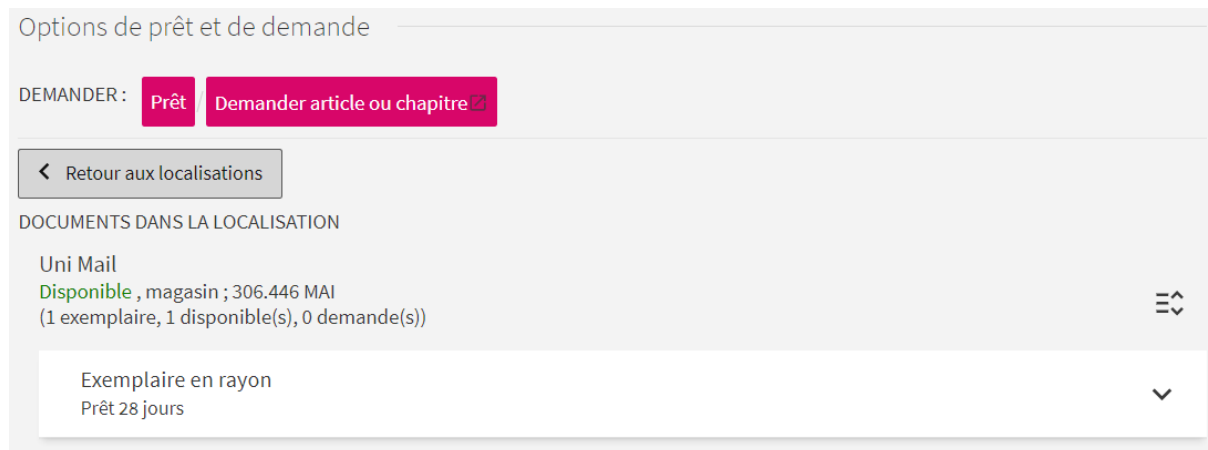 Options de prêt et de demande
DEMANDER : Prêt / Demander article ou chapitre
Retour aux localisations
DOCUMENTS DANS LA LOCALISATION
Uni Mail
Disponible , magasin ; 306.446 MAI
(1 exemplaire, 1 disponible(s), 0 demande(s))
Exemplaire en rayon
Prêt 28 jours